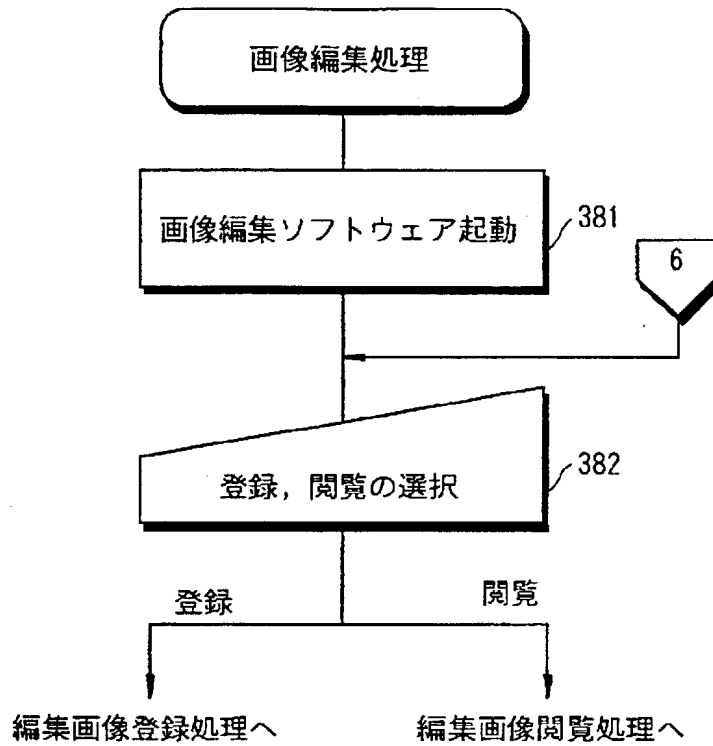 画像編集処理
画像編集ソフトウェア起動
381
6
登録，閲覧の選択
382
登録
閲覧
編集画像登録処理へ
編集画像閲覧処理へ